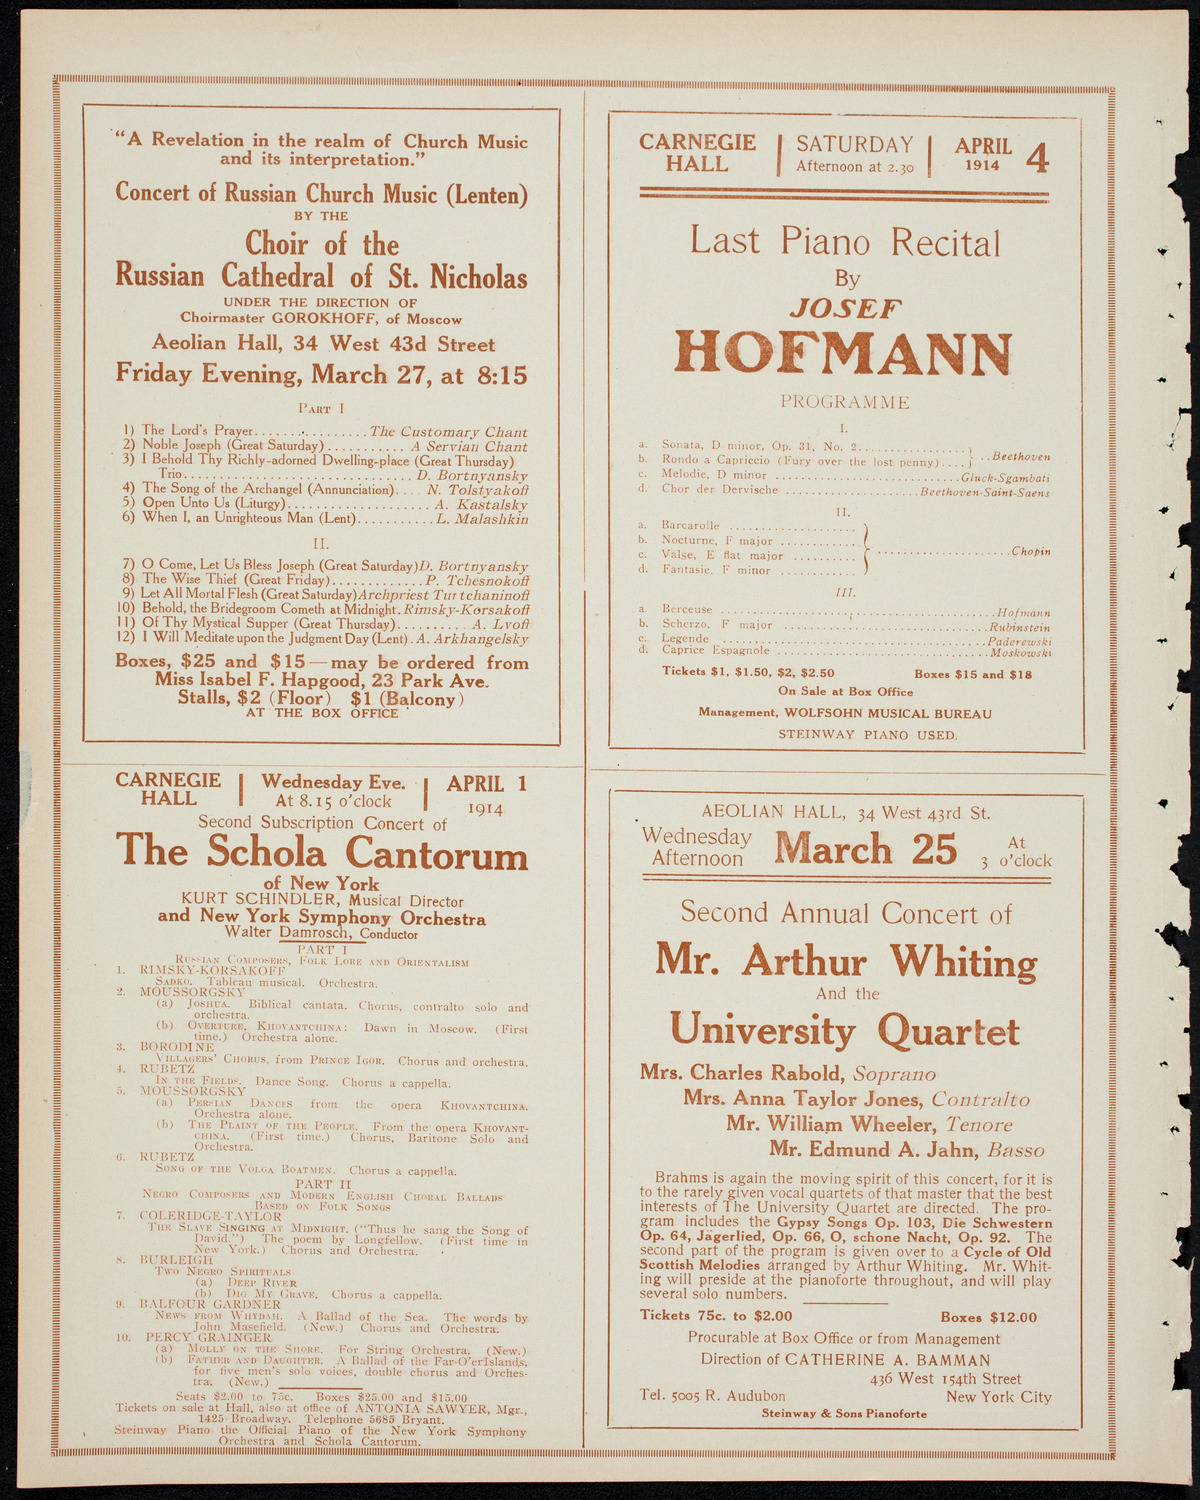 "A Revelation in the realm of Church Music
and its interpretation."
Concert of Russian Church Music (Lenten)
BY THE
Choir of the
Russian Cathedral of St. Nicholas
UNDER THE DIRECTION OF
Choirmaster GOROKHOFF, of Moscow
Aeolian Hall, 34 West 43d Street
Friday Evening, March 27, at 8:15
PART I
1) The Lord's Prayer................The Customary Chant
2) Noble Joseph (Great Saturday)...........A Servian Chant
3) I Behold Thy Richly-adorned Dwelling-place (Great Thursday)
Trio..............................D. Bortnyansky
4) The Song of the Archangel (Annunciation)....N. Tolstyakoff
5) Open Unto Us (Liturgy)....................A. Kastalsky
6) When I, an Unrighteous Man (Lent)...........L. Malashkin
II.
7) O Come, Let Us Bless Joseph (Great Saturday)D. Bortnyansky
8) The Wise Thief (Great Friday).............P. Tchesnokoff
9) Let All Mortal Flesh (Great Saturday)Archpriest Turtchaninoff
10) Behold, the Bridegroom Cometh at Midnight.Rimsky-Korsakoff
11) Of Thy Mystical Supper (Great Thursday).........A. Lvoff
12) I Will Meditate upon the Judgment Day (Lent).A. Arkhangelsky
Boxes, $25 and $15—may be ordered from
Miss Isabel F. Hapgood, 23 Park Ave.
Stalls, $2 (Floor) $1 (Balcony)
AT THE BOX OFFICE
CARNEGIE HALL | SATURDAY Afternoon at 2.30 | APRIL 1914 4
Last Piano Recital
By
JOSEF
HOFMANN
PROGRAMME
I.
a. Sonata, D minor, Op. 31, No. 2................
b. Rondo a Capriccio (Fury over the lost penny)....} ..Beethoven
c. Melodie, D minor ...........................Gluck-Sgambati
d. Chor der Dervische ....................Beethoven-Saint-Saens
II.
a. Barcarolle ...................
b. Nocturne, F major ............
c. Valse, E flat major ..........} ....................Chopin
d. Fantasie, F minor ............
III.
a. Berceuse ........................................Hofmann
b. Scherzo, F major ..............................Rubinstein
c. Legende ........................................Paderewski
d. Caprice Espagnole ................................Moskowski
Tickets $1, $1.50, $2, $2.50 Boxes $15 and $18
On Sale at Box Office
Management, WOLFSOHN MUSICAL BUREAU
STEINWAY PIANO USED.
CARNEGIE HALL | Wednesday Eve. At 8.15 o'clock | APRIL 1 1914
Second Subscription Concert of
The Schola Cantorum
of New York
KURT SCHINDLER, Musical Director
and New York Symphony Orchestra
Walter Damrosch, Conductor
PART I
RUSSIAN COMPOSERS, FOLK LORE AND ORIENTALISM
1. RIMSKY-KORSAKOFF
SADKO. Tableau musical. Orchestra.
2. MOUSSORGSKY
(a) JOSHUA. Biblical cantata. Chorus, contralto solo and
orchestra.
(b) OVERTURE, KHOVANTCHINA: Dawn in Moscow. (First
time.) Orchestra alone.
3. BORODINE
VILLAGERS' CHORUS, from PRINCE IGOR. Chorus and orchestra.
4. RUBETZ
IN THE FIELDS. Dance Song. Chorus a cappella.
5. MOUSSORGSKY
(a) PERSIAN DANCES from the opera KHOVANTCHINA.
Orchestra alone.
(b) THE PLAINT OF THE PEOPLE. From the opera KHOVANT-
CHINA. (First time.) Chorus, Baritone Solo and
Orchestra.
6. RUBETZ
SONG OF THE VOLGA BOATMEN. Chorus a cappella.
PART II
NEGRO COMPOSERS AND MODERN ENGLISH CHORAL BALLADS
BASED ON FOLK SONGS
7. COLERIDGE-TAYLOR
THE SLAVE SINGING AT MIDNIGHT. ("Thus he sang the Song of
David.") The poem by Longfellow. (First time in
New York.) Chorus and Orchestra.
8. BURLEIGH
TWO NEGRO SPIRITUALS
(a) DEEP RIVER
(b) DIG MY GRAVE. Chorus a cappella.
9. BALFOUR GARDNER
NEWS FROM WHYDAH. A Ballad of the Sea. The words by
John Masefield. (New.) Chorus and Orchestra.
10. PERCY GRAINGER
(a) MOLLY ON THE SHORE. For String Orchestra. (New.)
(b) FATHER AND DAUGHTER. A Ballad of the Far-O'erIslands,
for five men's solo voices, double chorus and Orches-
tra. (New.)
Seats $2.00 to 75c. Boxes $25.00 and $15.00
Tickets on sale at Hall, also at office of ANTONIA SAWYER, Mgr.,
1425 Broadway. Telephone 5685 Bryant.
Steinway Piano the Official Piano of the New York Symphony
Orchestra and Schola Cantorum.
AEOLIAN HALL, 34 West 43rd St.
Wednesday Afternoon March 25 At 3 o'clock
Second Annual Concert of
Mr. Arthur Whiting
And the
University Quartet
Mrs. Charles Rabold, Soprano
Mrs. Anna Taylor Jones, Contralto
Mr. William Wheeler, Tenore
Mr. Edmund A. Jahn, Basso
Brahms is again the moving spirit of this concert, for it is
to the rarely given vocal quartets of that master that the best
interests of The University Quartet are directed. The pro-
gram includes the Gypsy Songs Op. 103, Die Schwestern
Op. 64, Jägerlied, Op. 66, O, schone Nacht, Op. 92. The
second part of the program is given over to a Cycle of Old
Scottish Melodies arranged by Arthur Whiting. Mr. Whit-
ing will preside at the pianoforte throughout, and will play
several solo numbers.
Tickets 75c. to $2.00 Boxes $12.00
Procurable at Box Office or from Management
Direction of CATHERINE A. BAMMAN
436 West 154th Street
Tel. 5005 R. Audubon New York City
Steinway & Sons Pianoforte